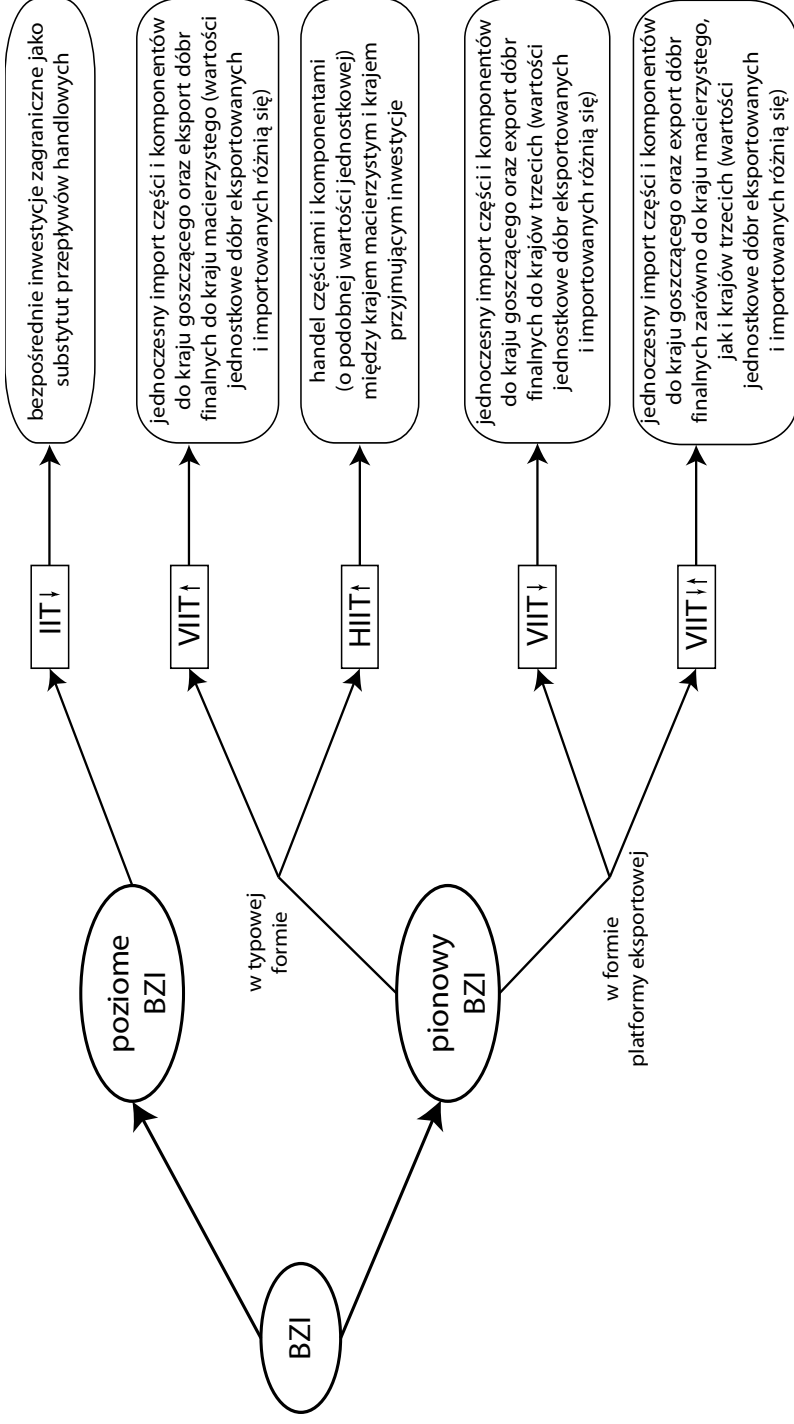 BZI
poziome
BZI
IIT↓
bezpośrednie inwestycje zagraniczne jako
substytut przepływów handlowych
pionowy
BZI
w typowej
formie
VIIT↑
jednoczesny import części i komponentów
do kraju goszczącego oraz eksport dóbr
finalnych do kraju macierzystego (wartości
jednostkowe dóbr eksportowanych
i importowanych różnią się)
HIIT↑
handel częściami i komponentami
(o podobnej wartości jednostkowej)
między krajem macierzystym i krajem
przyjmującym inwestycje
w formie
platformy eksportowej
VIIT↓
jednoczesny import części i komponentów
do kraju goszczącego oraz export dóbr
finalnych do krajów trzecich (wartości
jednostkowe dóbr eksportowanych
i importowanych różnią się)
VIIT↓↑
jednoczesny import części i komponentów
do kraju goszczącego oraz export dóbr
finalnych zarówno do kraju macierzystego,
jak i krajów trzecich (wartości
jednostkowe dóbr eksportowanych
i importowanych różnią się)